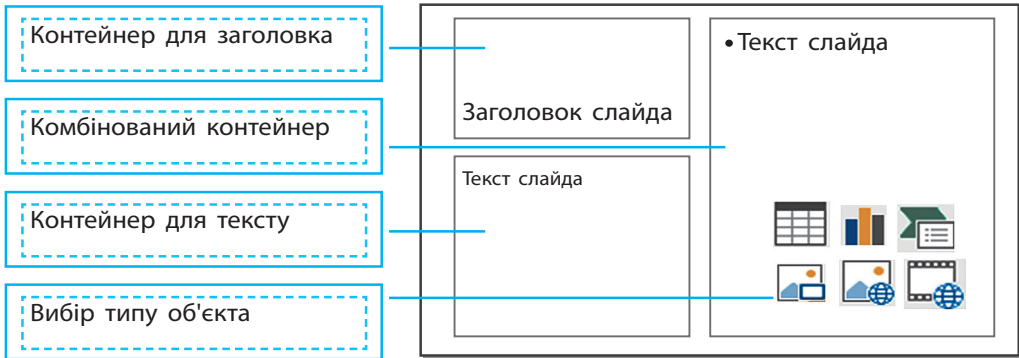 Контейнер для заголовка
Комбінований контейнер
Контейнер для тексту
Вибір типу об'єкта
Заголовок слайда
Текст слайда
•Текст слайда